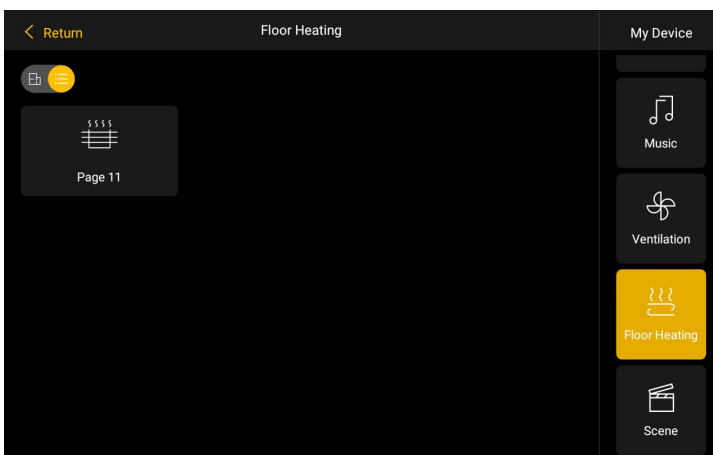 Return
Floor Heating
My Device
Page 11
Music
Ventilation
Floor Heating
Scene